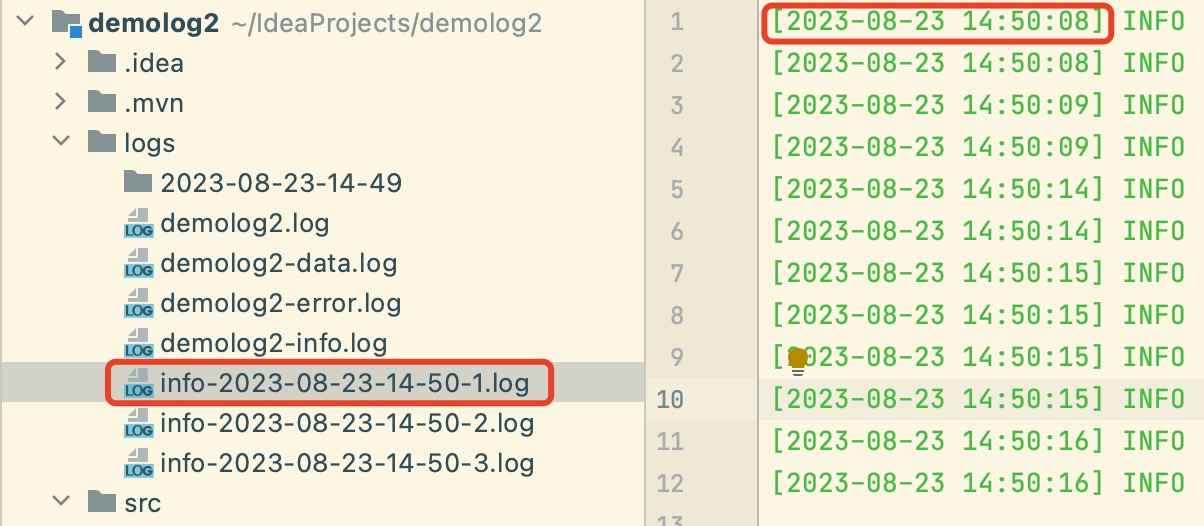 demolog2 ~/IdeaProjects/demolog2
.idea
.mvn
logs
2023-08-23-14-49
LOG demolog2.log
LOG demolog2-data.log
LOG demolog2-error.log
LOG demolog2-info.log
LOG info-2023-08-23-14-50-1.log
LOG info-2023-08-23-14-50-2.log
LOG info-2023-08-23-14-50-3.log
src
1 [2023-08-23 14:50:08] INFO
2 [2023-08-23 14:50:08] INFO
3 [2023-08-23 14:50:09] INFO
4 [2023-08-23 14:50:09] INFO
5 [2023-08-23 14:50:14] INFO
6 [2023-08-23 14:50:14] INFO
7 [2023-08-23 14:50:15] INFO
8 [2023-08-23 14:50:15] INFO
9 [2023-08-23 14:50:15] INFO
10 [2023-08-23 14:50:15] INFO
11 [2023-08-23 14:50:16] INFO
12 [2023-08-23 14:50:16] INFO
13